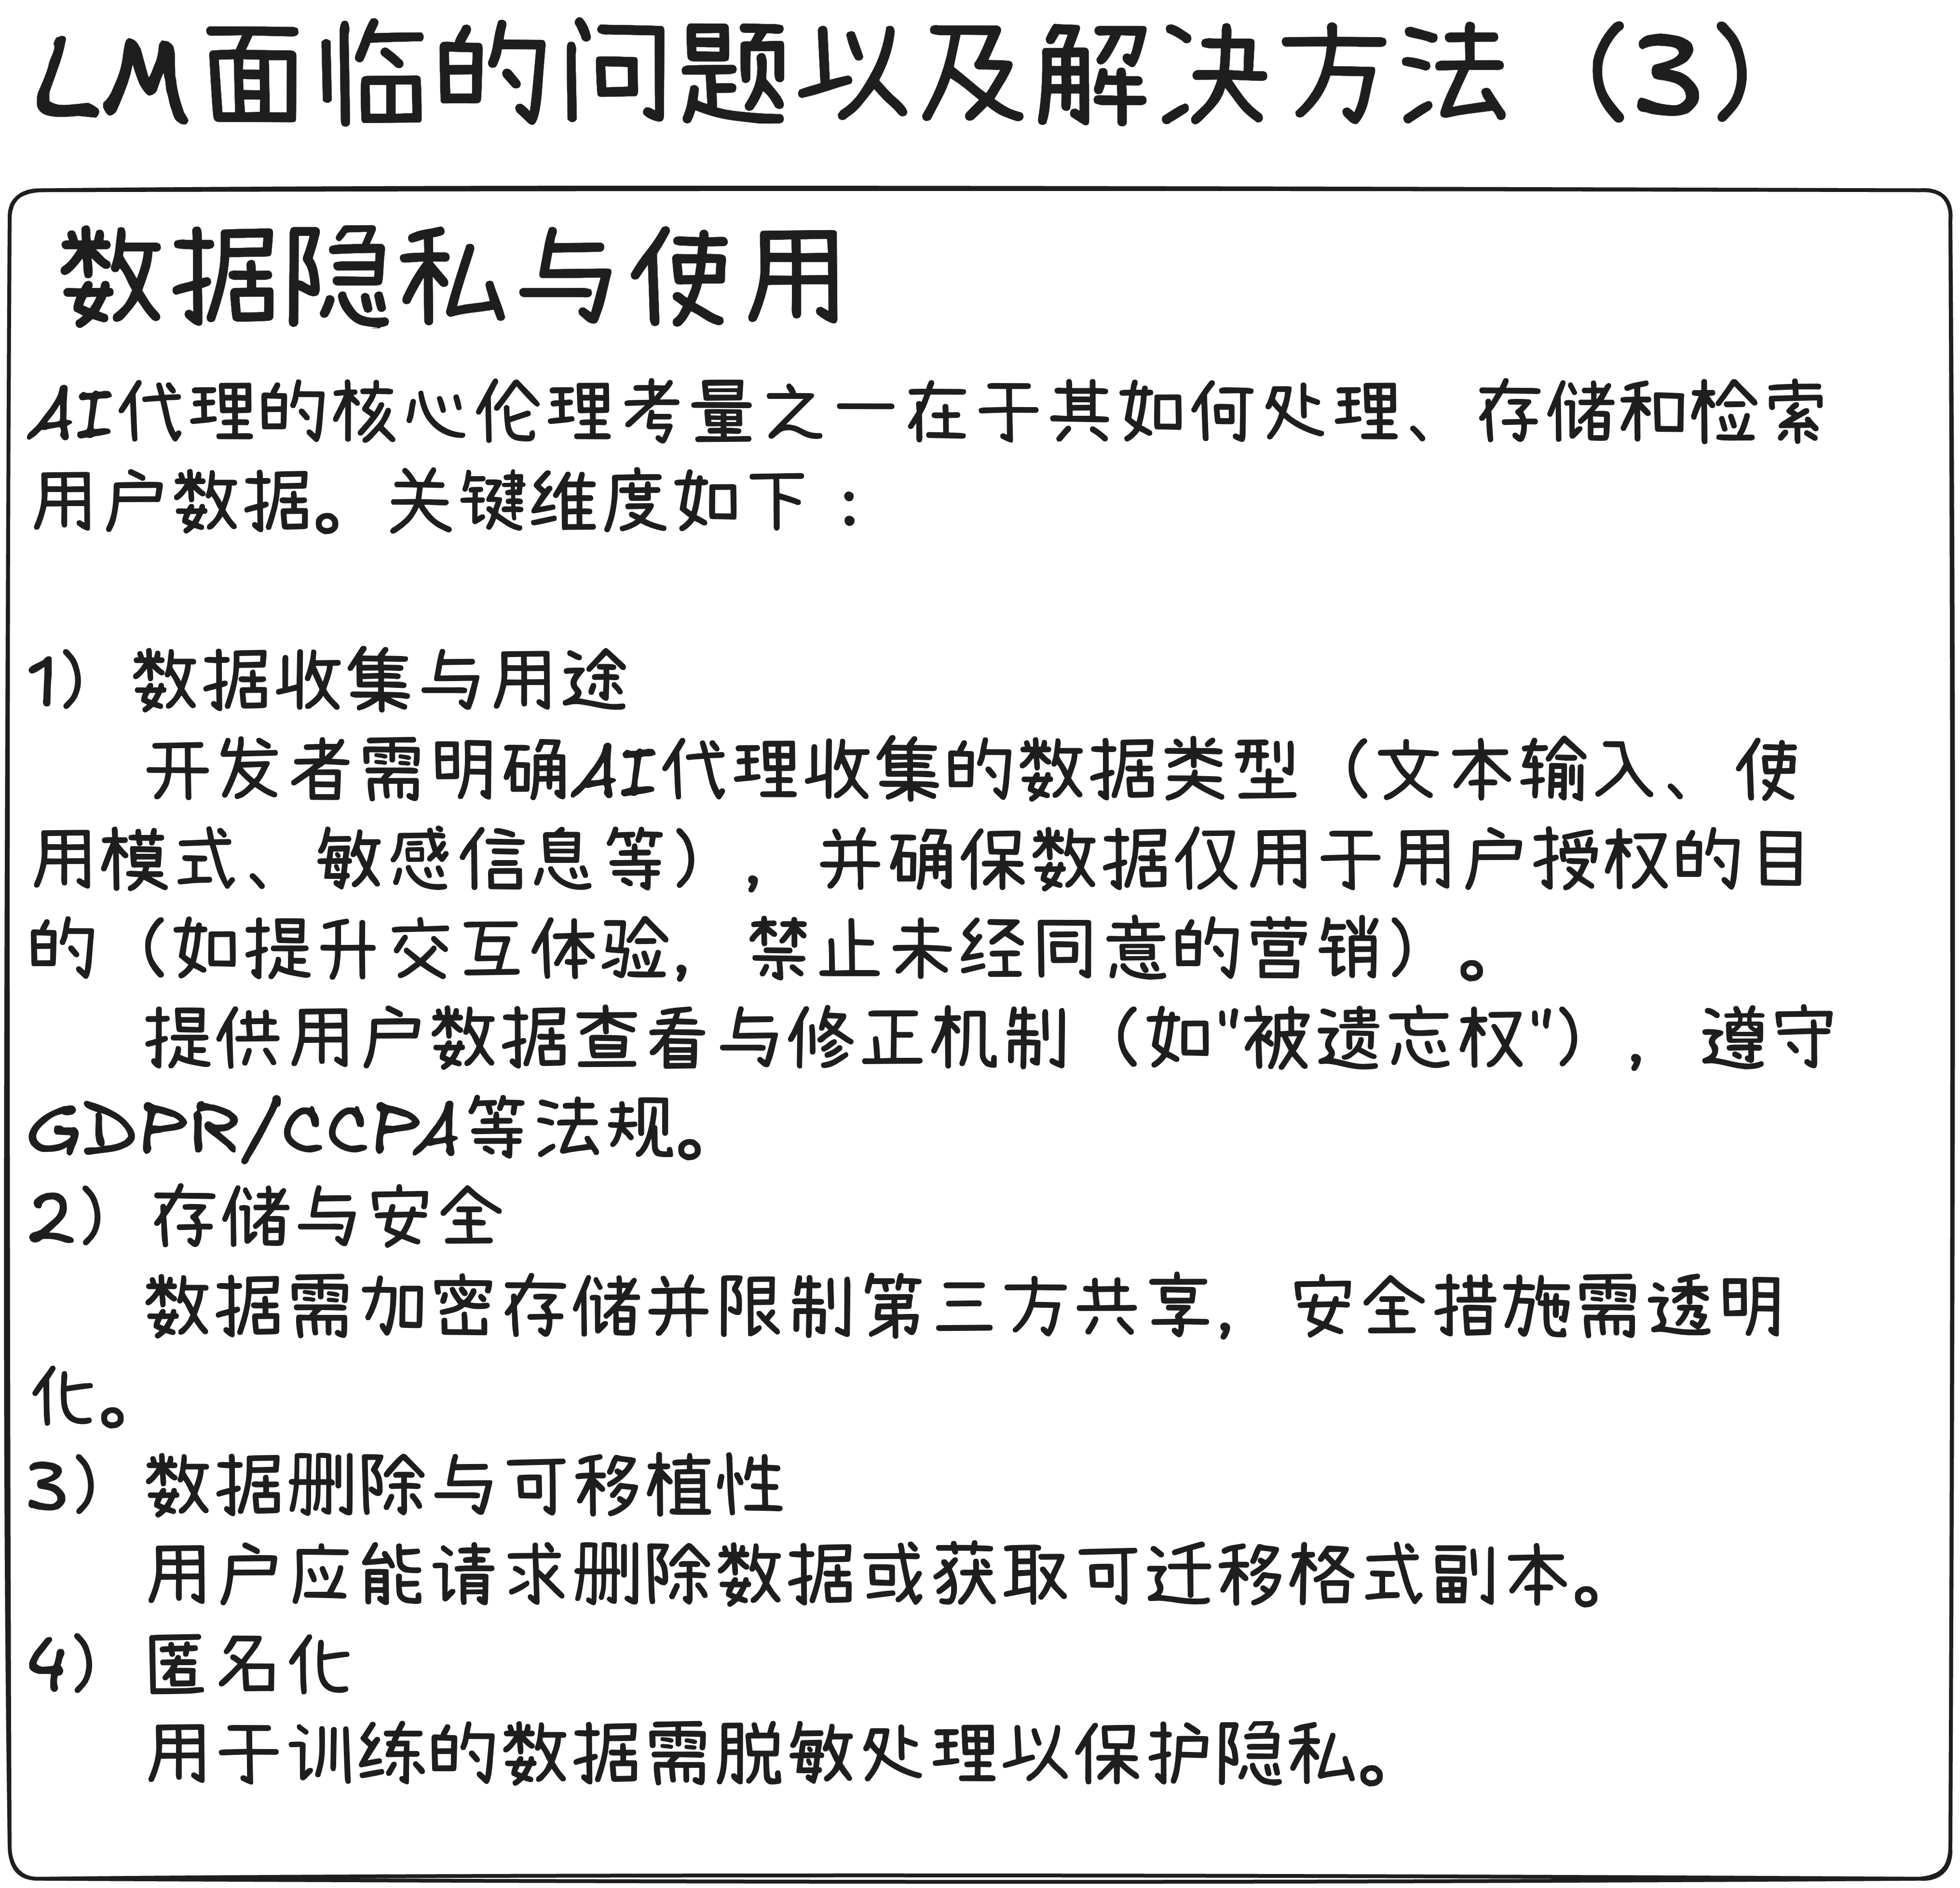 LM面临的问题以及解决方法（3）
数据隐私与使用
AI代理的核心伦理考量之一在于其如何处理、存储和检索
用户数据。关键维度如下：
1）数据收集与用途
开发者需明确AI代理收集的数据类型（文本输入、使
用模式、敏感信息等），并确保数据仅用于用户授权的目
的（如提升交互体验，禁止未经同意的营销）。
提供用户数据查看与修正机制（如"被遗忘权"），遵守
GDPR/CCPA等法规。
2） 存储与安全
数据需加密存储并限制第三方共享，安全措施需透明
化。
3） 数据删除与可移植性
用户应能请求删除数据或获取可迁移格式副本。
4） 匿名化
用于训练的数据需脱敏处理以保护隐私。